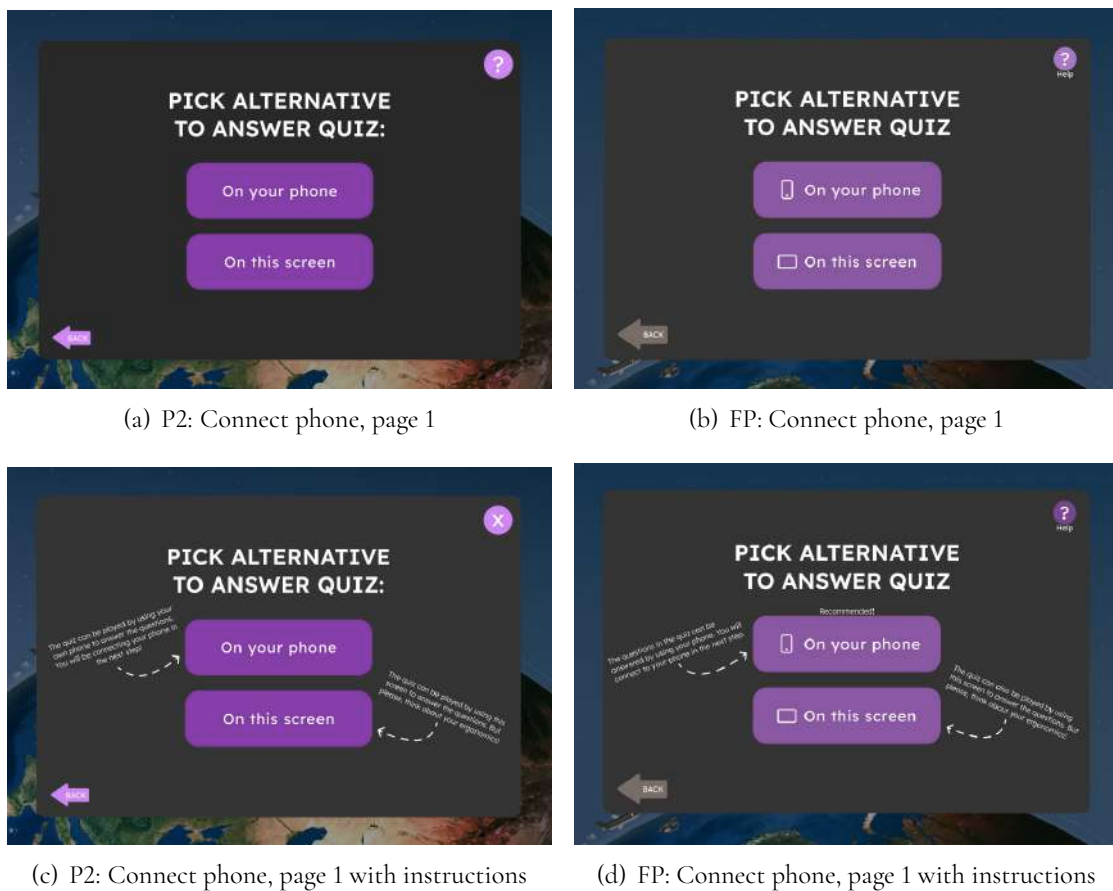 ?
PICK ALTERNATIVE
TO ANSWER QUIZ:
On your phone
On this screen
BACK
(a) P2: Connect phone, page 1
?
Help
PICK ALTERNATIVE
TO ANSWER QUIZ
On your phone
On this screen
BACK
(b) FP: Connect phone, page 1
X
PICK ALTERNATIVE
TO ANSWER QUIZ:
The quiz can be played by using your
own phone to answer the questions.
You will be connecting your phone in
the next step!
On your phone
The quiz can be played by using this
screen to answer the questions. But
please, think about your ergonomics!
On this screen
BACK
(c) P2: Connect phone, page 1 with instructions
?
Help
PICK ALTERNATIVE
TO ANSWER QUIZ
Recommended!
The questions in the quiz can be
answered by using your phone. You will
connect to your phone in the next step.
On your phone
The quiz can also be played by using
this screen to answer the questions. But
please, think about your ergonomics!
On this screen
BACK
(d) FP: Connect phone, page 1 with instructions